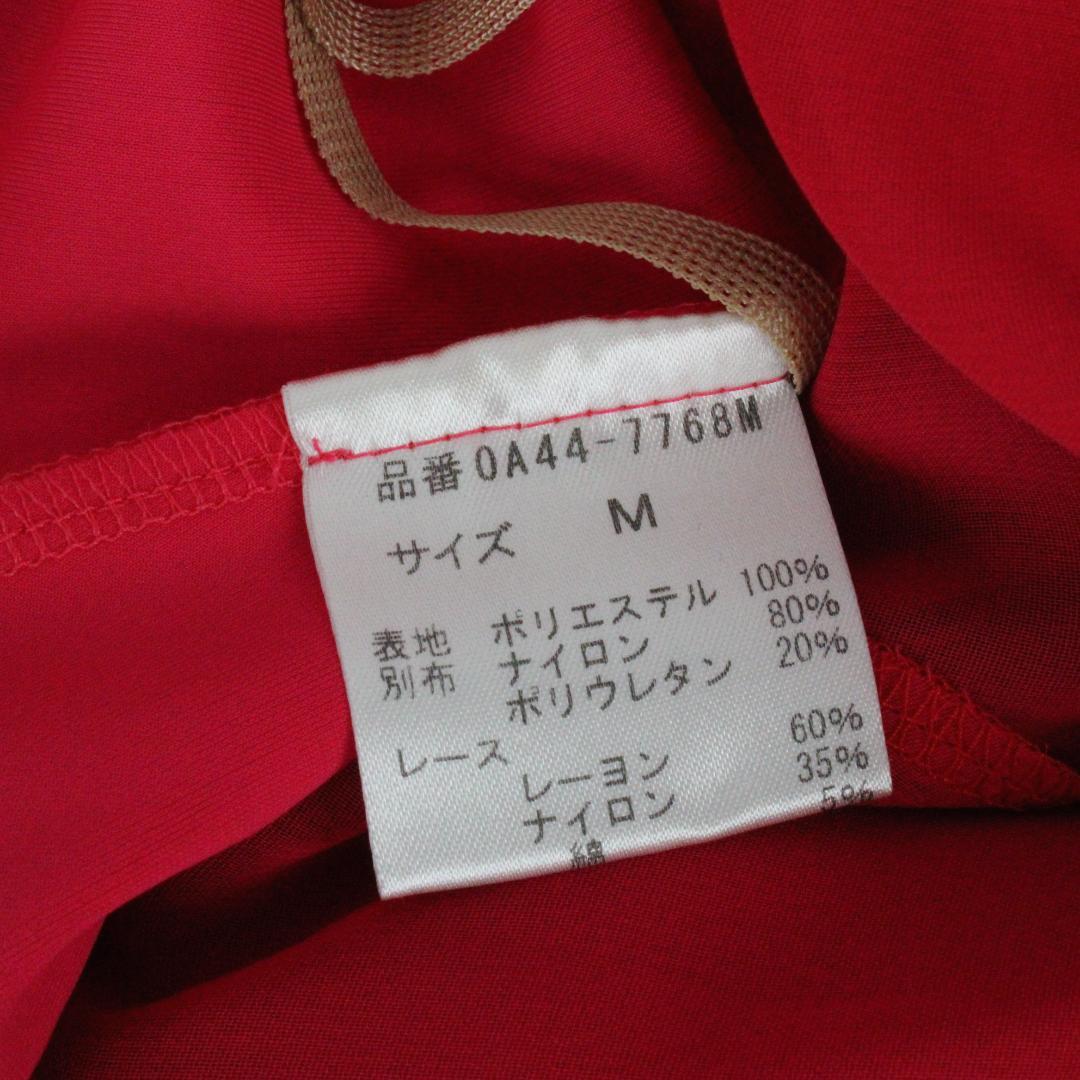 品番 0A44-7768M
サイズ M
表地 ポリエステル 100%
別布 ナイロン 80%
ポリウレタン 20%
レース
レーヨン 60%
ナイロン 35%
綿 5%